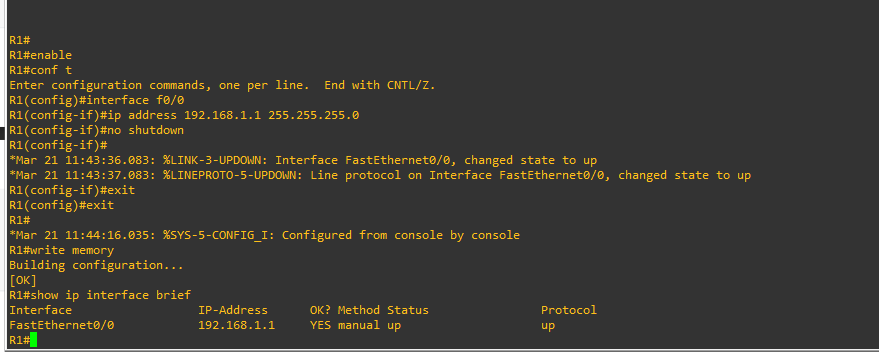 R1#
R1#enable
R1#conf t
Enter configuration commands, one per line.  End with CNTL/Z.
R1(config)#interface f0/0
R1(config-if)#ip address 192.168.1.1 255.255.255.0
R1(config-if)#no shutdown
R1(config-if)#
*Mar 21 11:43:36.083: %LINK-3-UPDOWN: Interface FastEthernet0/0, changed state to up
*Mar 21 11:43:37.083: %LINEPROTO-5-UPDOWN: Line protocol on Interface FastEthernet0/0, changed state to up
R1(config-if)#exit
R1(config)#exit
R1#
*Mar 21 11:44:16.035: %SYS-5-CONFIG_I: Configured from console by console
R1#write memory
Building configuration...
[OK]
R1#show ip interface brief
Interface                  IP-Address      OK? Method Status                Protocol
FastEthernet0/0            192.168.1.1     YES manual up                    up
R1#